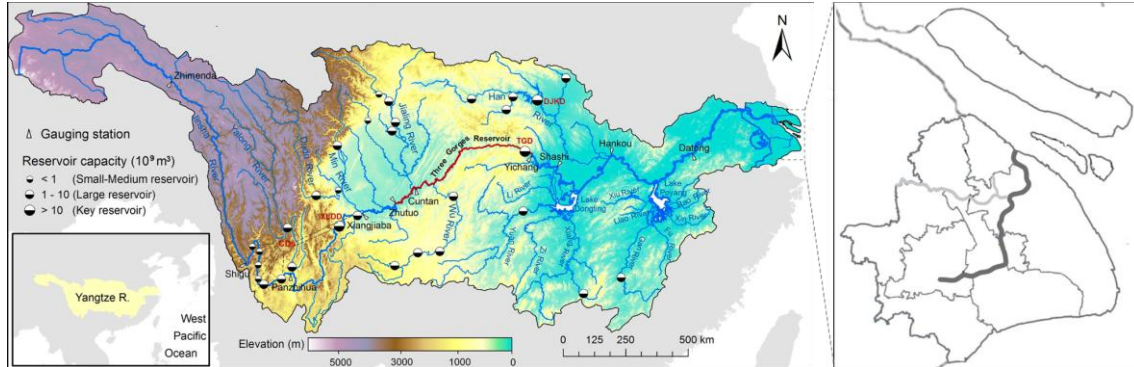 N
Zhimenda
Jinsha River
Yalong River
Dadu River
Min River
Jialing River
Han River
DJKD
Three Gorges Reservoir
TGD
Yichang
Shashi
Hankou
Datong
Cuntan
Zhutuo
Xiangjiaba
XLDD
Wu River
Li River
Yuan River
Zi River
Xiang River
Lake Dongting
Xiu River
Lake Poyang
Gan River
Rao River
Xin River
Fu River
Shigu
Panzhihua
Gauging station
Reservoir capacity (10⁹ m³)
< 1 (Small-Medium reservoir)
1 - 10 (Large reservoir)
> 10 (Key reservoir)
Yangtze R.
West
Pacific
Ocean
Elevation (m)
5000 3000 1000 0
0 125 250 500 km